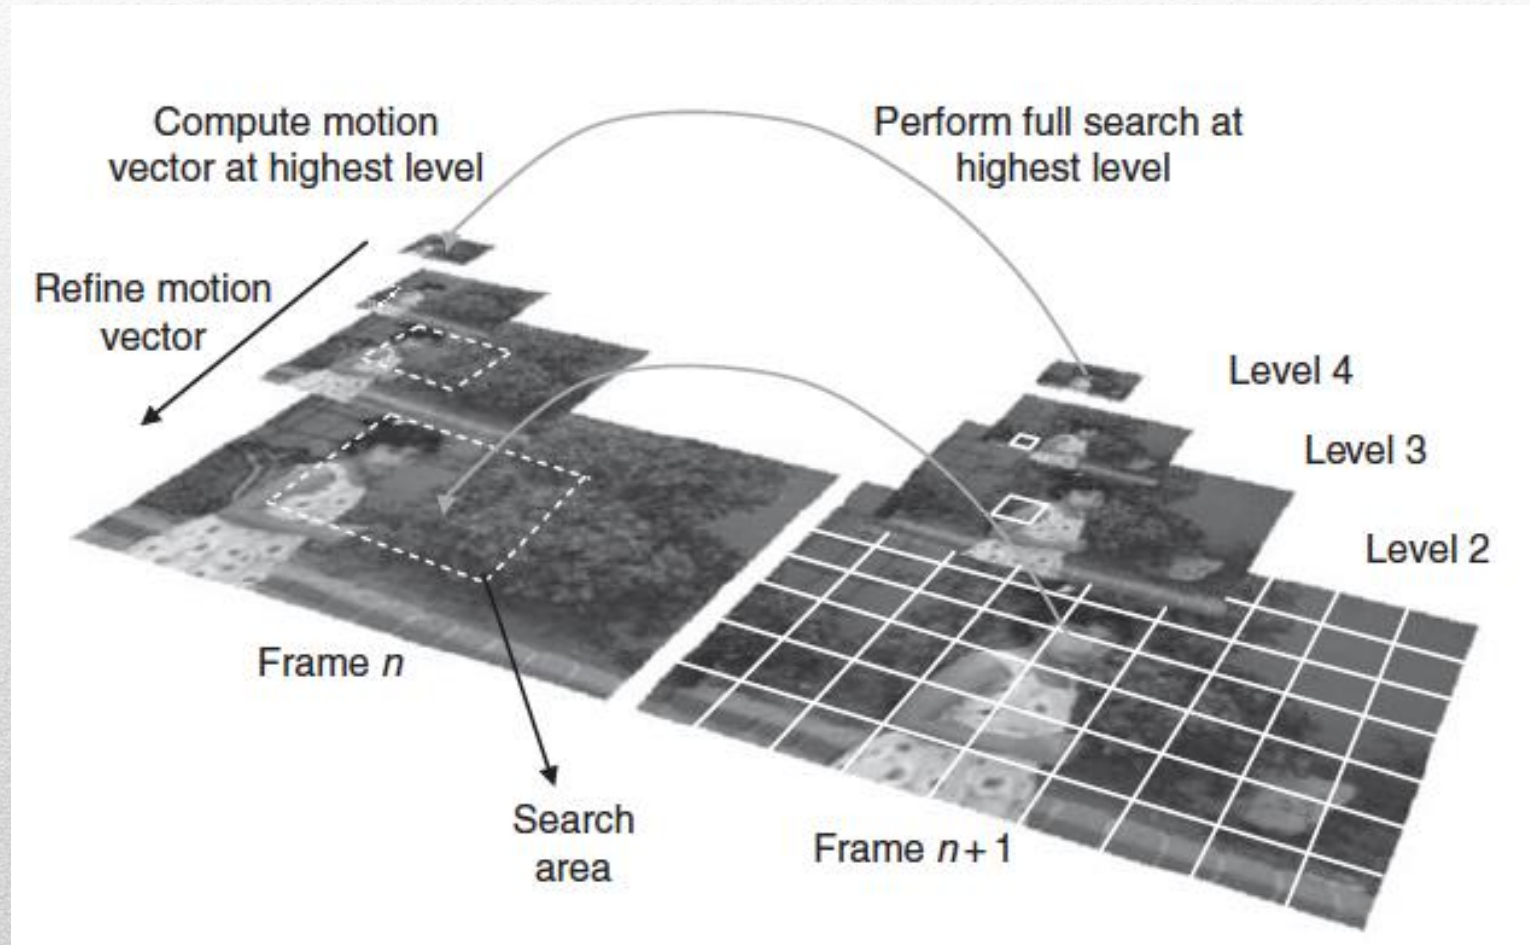 Compute motion
vector at highest level
Perform full search at
highest level
Refine motion
vector
Level 4
Level 3
Level 2
Frame n
Search
area
Frame n + 1